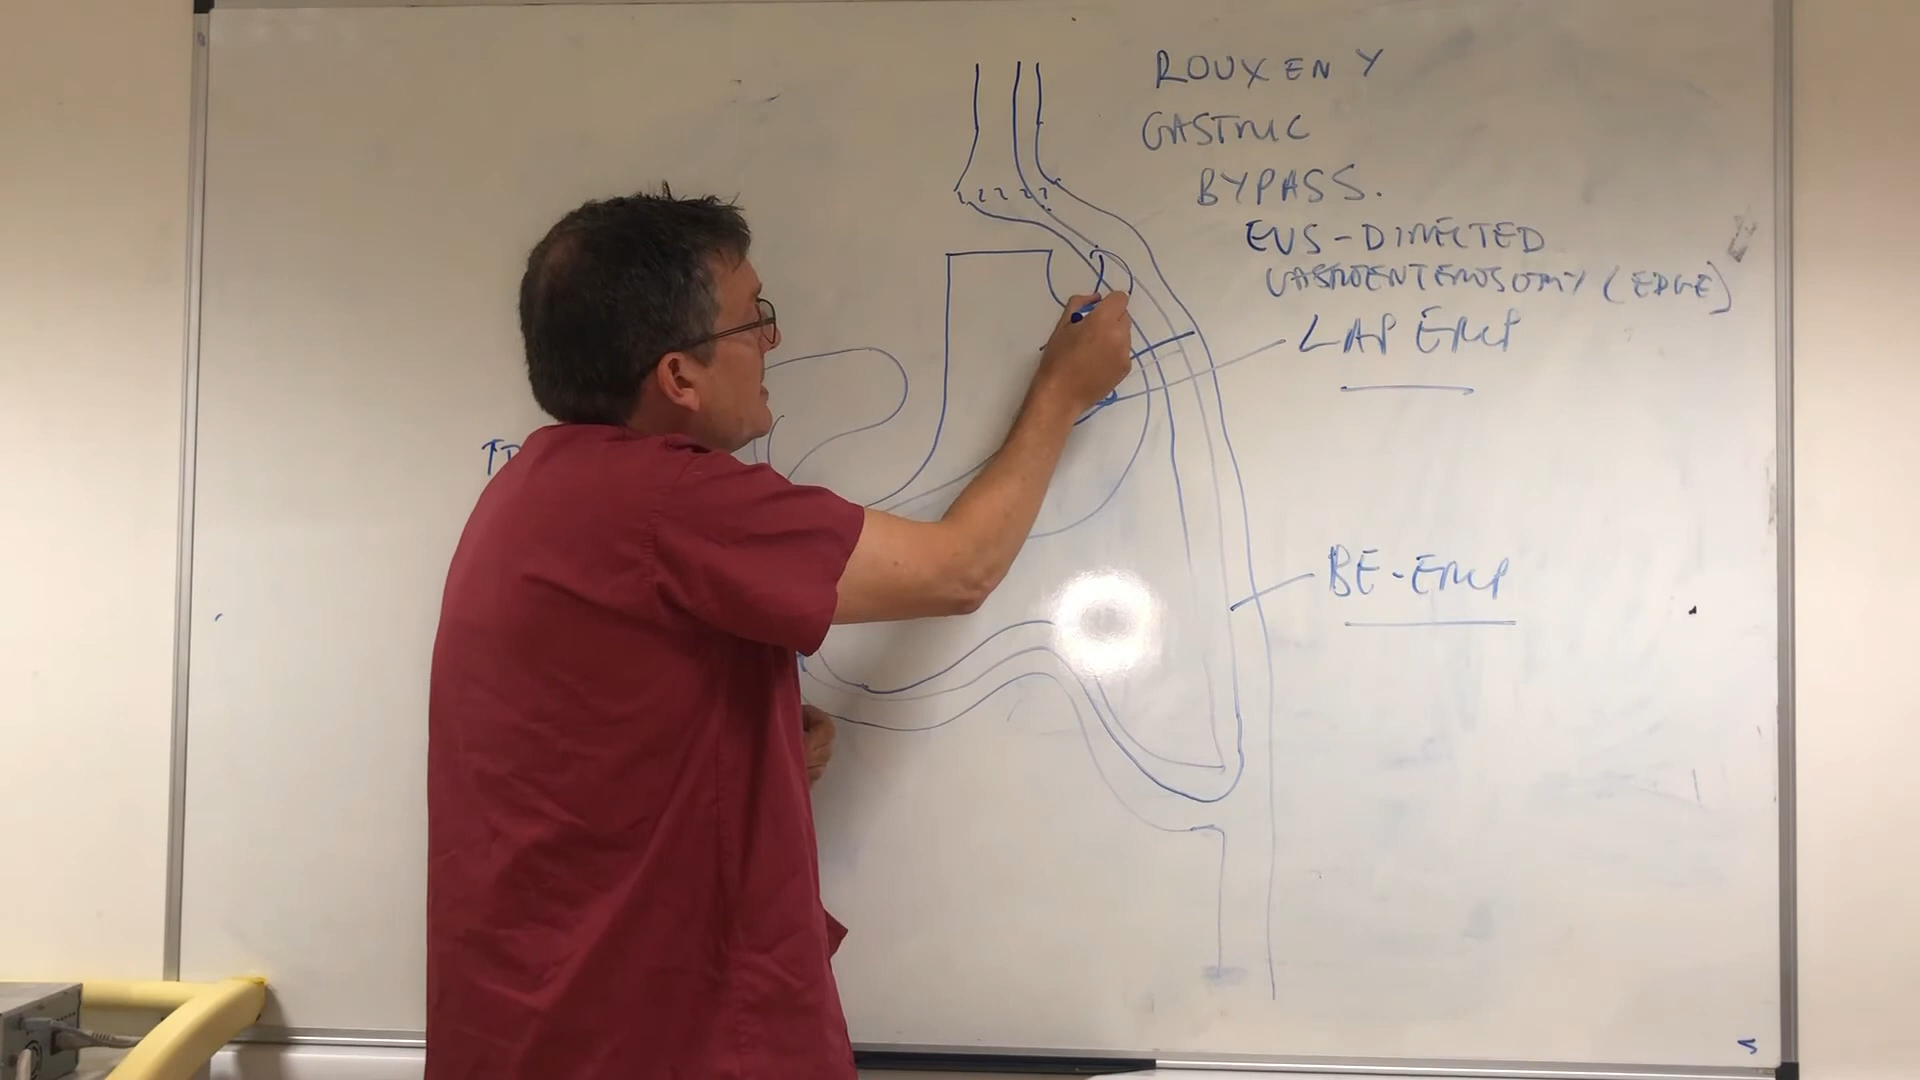 ROUX EN Y
GASTRIC
BYPASS.
EUS-DIRECTED
GASTROENTEROSTOMY (EDGE)
LAP ERCP
BE-ERCP